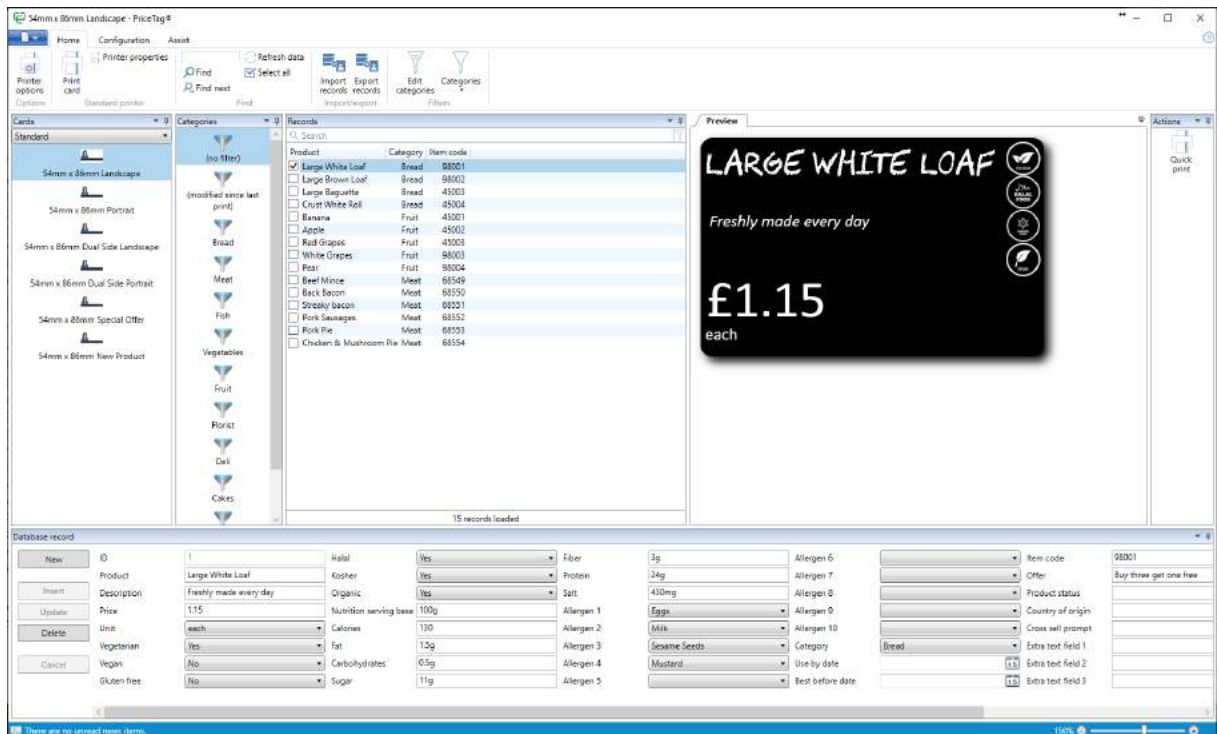 54mm x 86mm Landscape - PriceTag®
Home Configuration Assist
Printer options
Print card
Printer properties
Find
Find next
Refresh data
Select all
Import records
Export records
Edit categories
Categories
Options Standard printer Find Import/export Filters
Cards
Standard
54mm x 86mm Landscape
54mm x 86mm Portrait
54mm x 86mm Dual Side Landscape
54mm x 86mm Dual Side Portrait
54mm x 86mm Special Offer
54mm x 86mm New Product
Categories
(no filter)
(modified since last print)
Bread
Meat
Fish
Vegetables
Fruit
Florist
Deli
Cakes
Records
Search
Product Category Item code
Large White Loaf Bread 98001
Large Brown Loaf Bread 98002
Large Baguette Bread 45003
Crust White Roll Bread 45004
Banana Fruit 45001
Apple Fruit 45002
Red Grapes Fruit 45003
White Grapes Fruit 98003
Pear Fruit 98004
Beef Mince Meat 68549
Back Bacon Meat 68550
Streaky bacon Meat 68551
Pork Sausages Meat 68552
Pork Pie Meat 68553
Chicken & Mushroom Pie Meat 68554
15 records loaded
Preview
LARGE WHITE LOAF
HALAL FOOD
Freshly made every day
£1.15
each
Actions
Quick print
Database record
New
Insert
Update
Delete
Cancel
ID 1
Product Large White Loaf
Description Freshly made every day
Price 1.15
Unit each
Vegetarian Yes
Vegan No
Gluten free No
Halal Yes
Kosher Yes
Organic Yes
Nutrition serving base 100g
Calories 130
Fat 1.5g
Carbohydrates 0.5g
Sugar 11g
Fiber 3g
Protein 24g
Salt 430mg
Allergen 1 Eggs
Allergen 2 Milk
Allergen 3 Sesame Seeds
Allergen 4 Mustard
Allergen 5
Allergen 6
Allergen 7
Allergen 8
Allergen 9
Allergen 10
Category Bread
Use by date 15
Best before date 15
Item code 98001
Offer Buy three get one free
Product status
Country of origin
Cross sell prompt
Extra text field 1
Extra text field 2
Extra text field 3
There are no unread news items.
150%